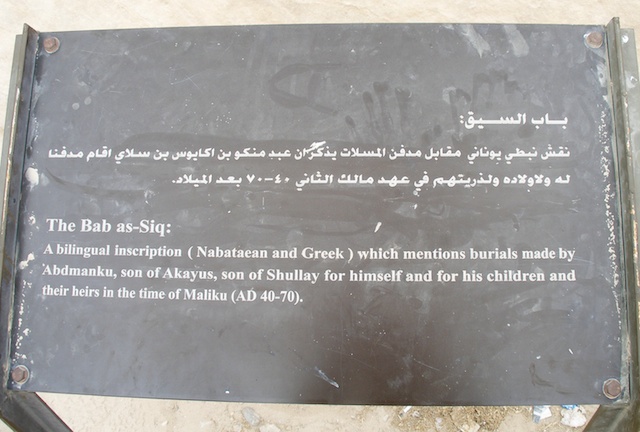 باب السيق:
نقش نبطي يوناني مقابل مدفن المسلات يذكر ان عبد منكو بن اكايوس بن سلاي اقام مدفنا
له ولاولاده ولذريتهم في عهد مالك الثاني ٤٠-٧٠ بعد الميلاد.
The Bab as-Siq:
A bilingual inscription ( Nabataean and Greek ) which mentions burials made by
'Abdmanku, son of Akayus, son of Shullay for himself and for his children and
their heirs in the time of Maliku (AD 40-70).